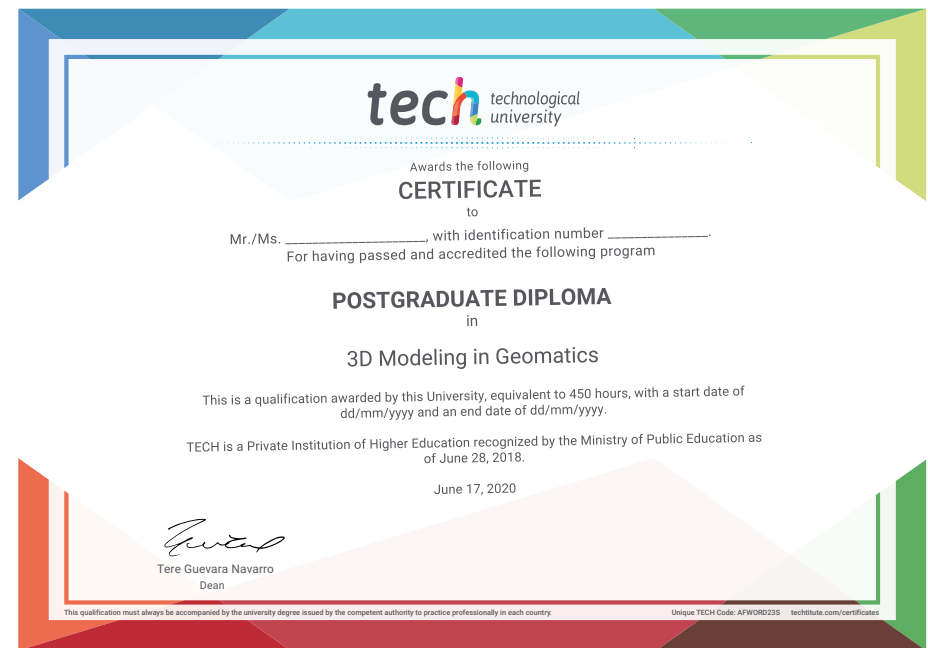 tech technological
university
Awards the following
CERTIFICATE
to
Mr./Ms. ______________________, with identification number ________________.
For having passed and accredited the following program
POSTGRADUATE DIPLOMA
in
3D Modeling in Geomatics
This is a qualification awarded by this University, equivalent to 450 hours, with a start date of
dd/mm/yyyy and an end date of dd/mm/yyyy.
TECH is a Private Institution of Higher Education recognized by the Ministry of Public Education as
of June 28, 2018.
June 17, 2020
Tere Guevara Navarro
Dean
This qualification must always be accompanied by the university degree issued by the competent authority to practice professionally in each country. Unique TECH Code: AFWORD23S techtitute.com/certificates